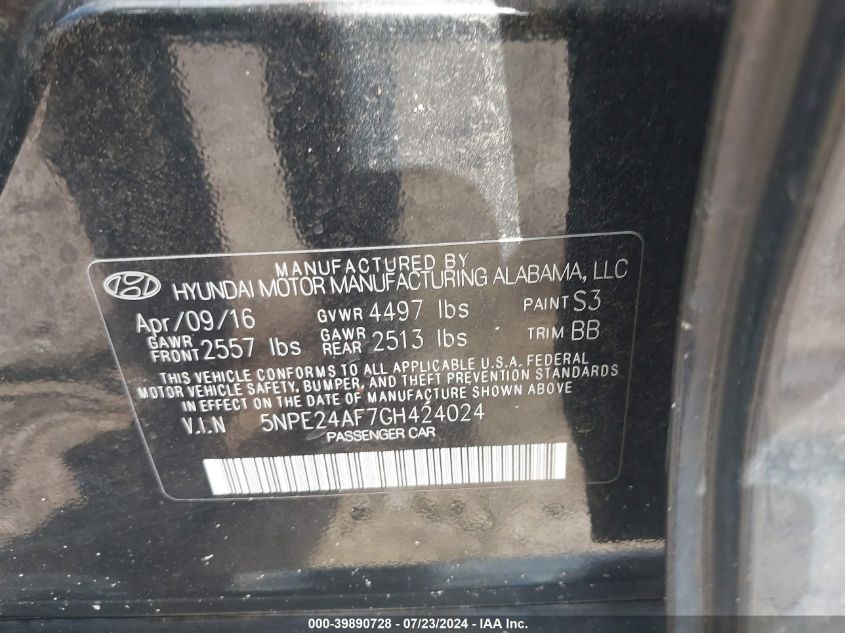 MANUFACTURED BY
HYUNDAI MOTOR MANUFACTURING ALABAMA, LLC
Apr/09/16 GVWR 4497 lbs PAINT S3
GAWR FRONT 2557 lbs GAWR REAR 2513 lbs TRIM BB
THIS VEHICLE CONFORMS TO ALL APPLICABLE U.S.A. FEDERAL
MOTOR VEHICLE SAFETY, BUMPER, AND THEFT PREVENTION STANDARDS
IN EFFECT ON THE DATE OF MANUFACTURE SHOWN ABOVE
V.I.N 5NPE24AF7GH424024
PASSENGER CAR
000-39890728 - 07/23/2024 - IAA Inc.